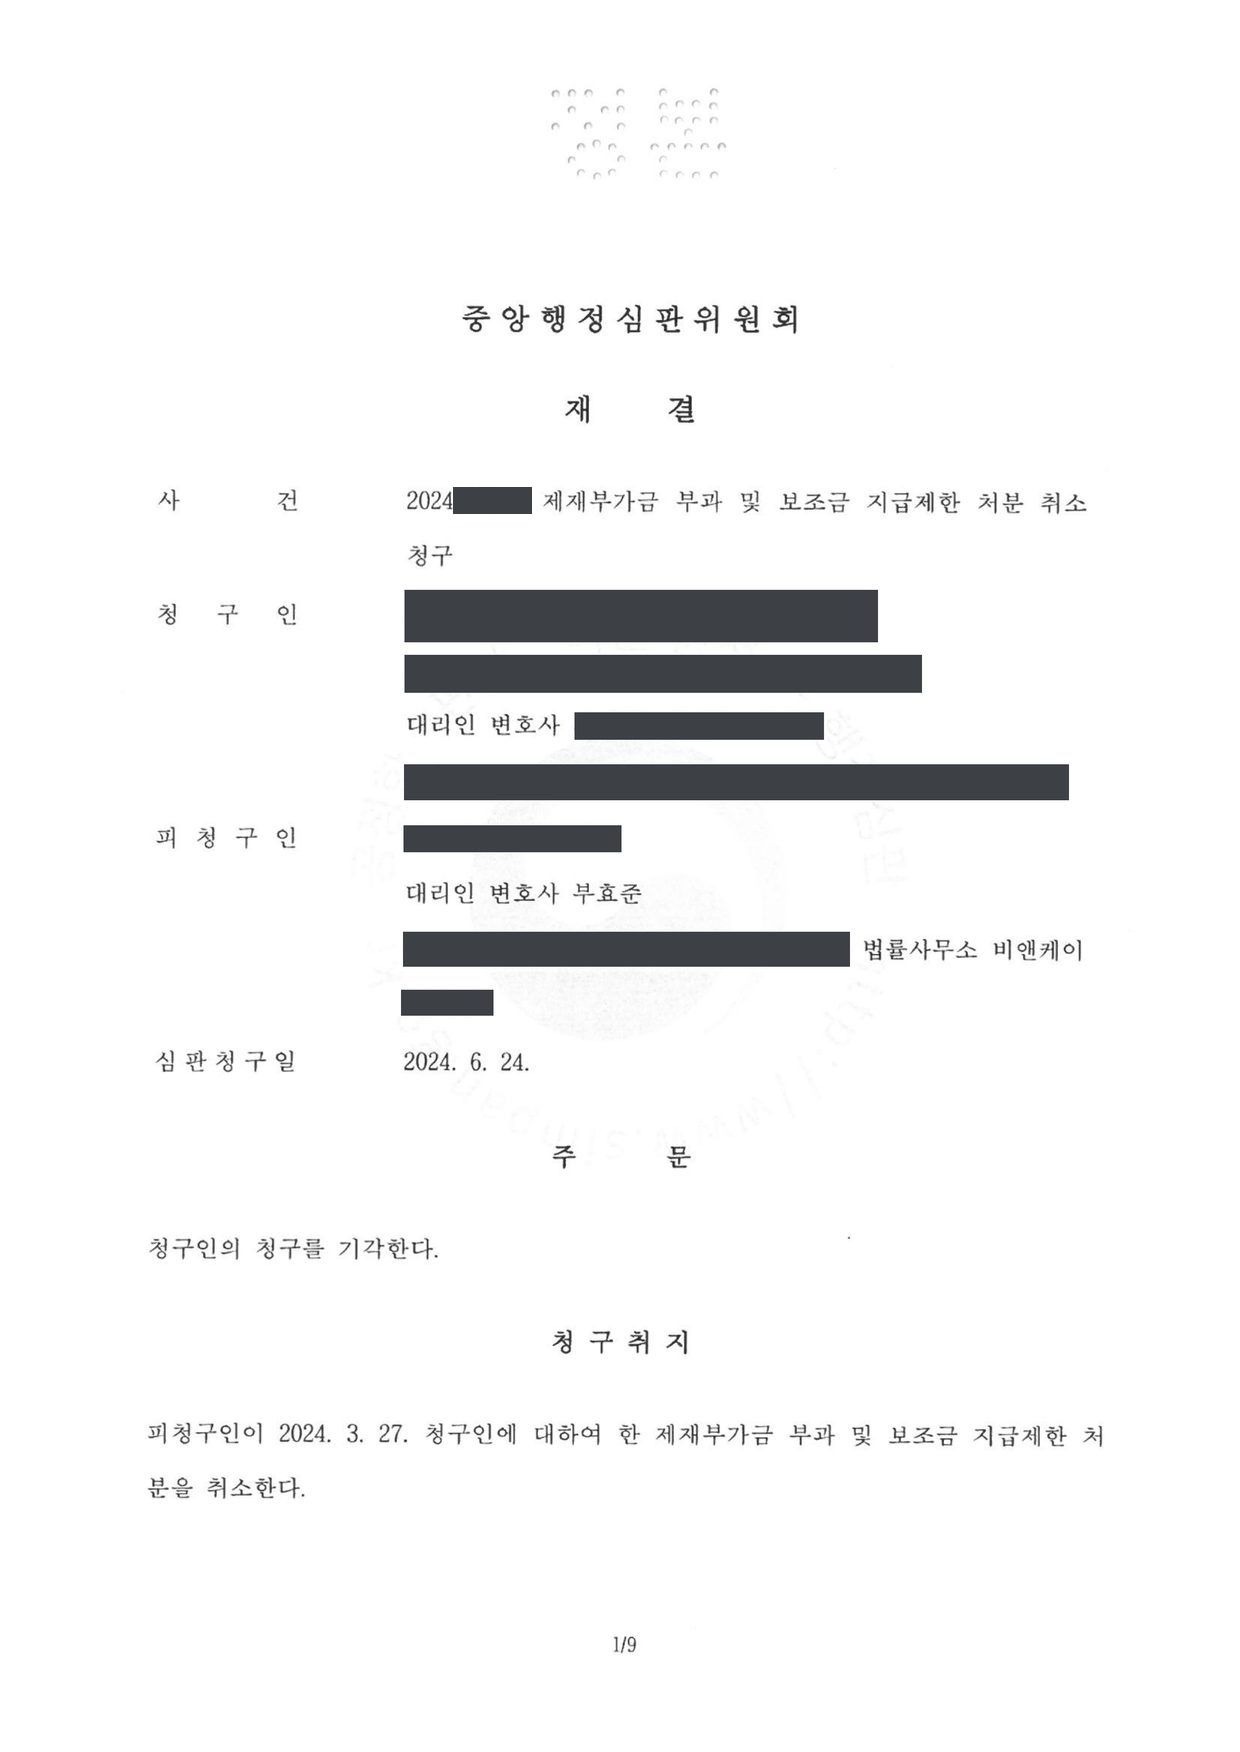 정본
중앙행정심판위원회
재 결
사 건 2024 제재부가금 부과 및 보조금 지급제한 처분 취소
청구
청 구 인
대리인 변호사
피 청 구 인
대리인 변호사 부효준
법률사무소 비앤케이
심판청구일 2024. 6. 24.
주 문
청구인의 청구를 기각한다.
청 구 취 지
피청구인이 2024. 3. 27. 청구인에 대하여 한 제재부가금 부과 및 보조금 지급제한 처
분을 취소한다.
1/9